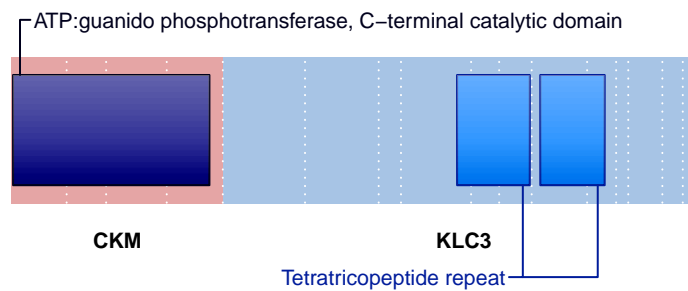 ATP:guanido phosphotransferase, C−terminal catalytic domain
CKM
KLC3
Tetratricopeptide repeat